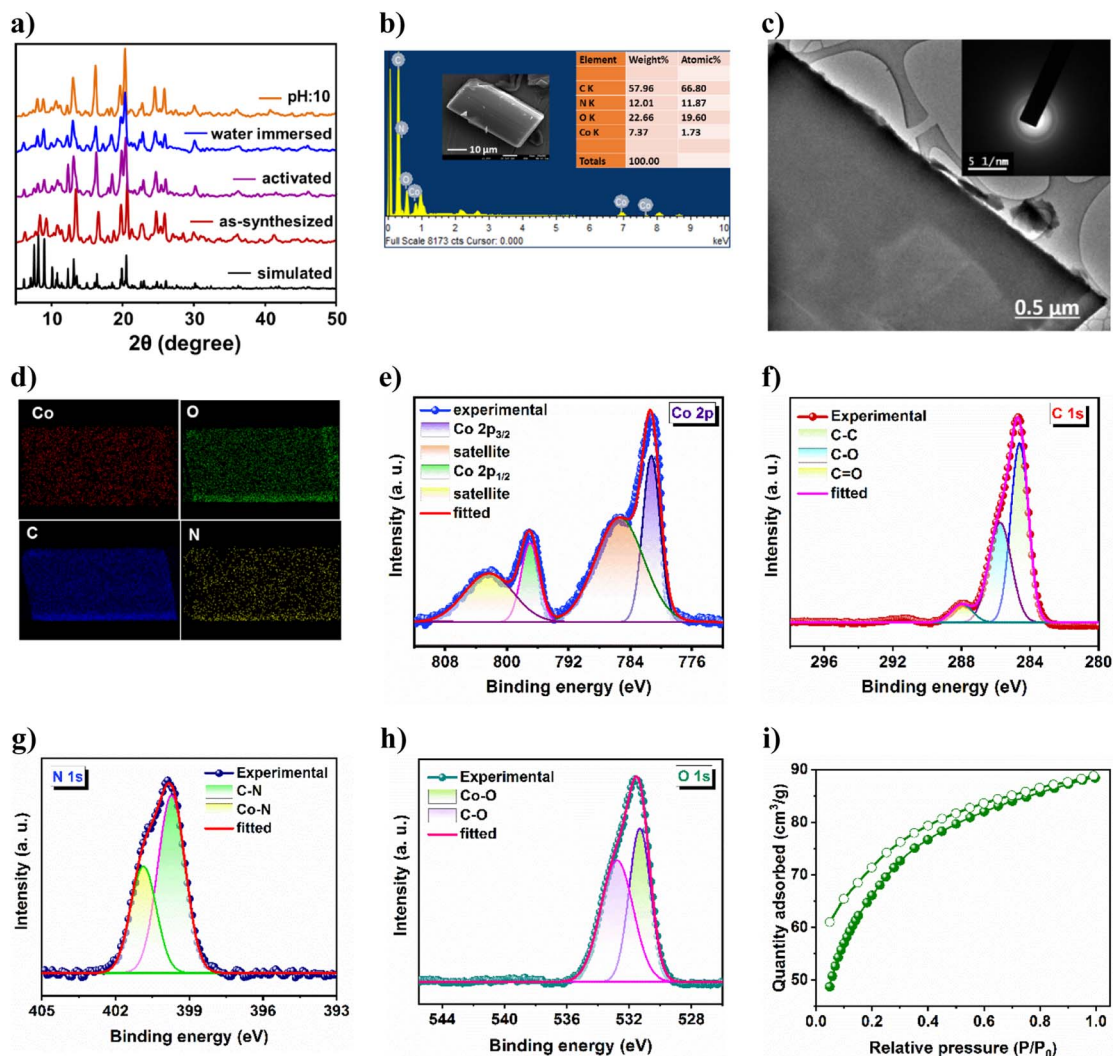 a)
pH:10
water immersed
activated
as-synthesized
simulated
0 10 20 30 40 50
2θ (degree)
b)
Element Weight% Atomic%
C K 57.96 66.80
N K 12.01 11.87
O K 22.66 19.60
Co K 7.37 1.73
Totals 100.00
C
N
O
Co
Co
Co
10 µm
0 1 2 3 4 5 6 7 8 9 10
Full Scale 8173 cts Cursor: 0.000
keV
c)
5 1/nm
0.5 µm
d)
Co
O
C
N
e)
Co 2p
experimental
Co 2p3/2
satellite
Co 2p1/2
satellite
fitted
Intensity (a. u.)
808 800 792 784 776
Binding energy (eV)
f)
C 1s
Experimental
C-C
C-O
C=O
fitted
Intensity (a. u.)
296 292 288 284 280
Binding energy (eV)
g)
N 1s
Experimental
C-N
Co-N
fitted
Intensity (a. u.)
405 402 399 396 393
Binding energy (eV)
h)
O 1s
Experimental
Co-O
C-O
fitted
Intensity (a. u.)
544 540 536 532 528
Binding energy (eV)
i)
Quantity adsorbed (cm³/g)
90
80
70
60
50
0.0 0.2 0.4 0.6 0.8 1.0
Relative pressure (P/P₀)